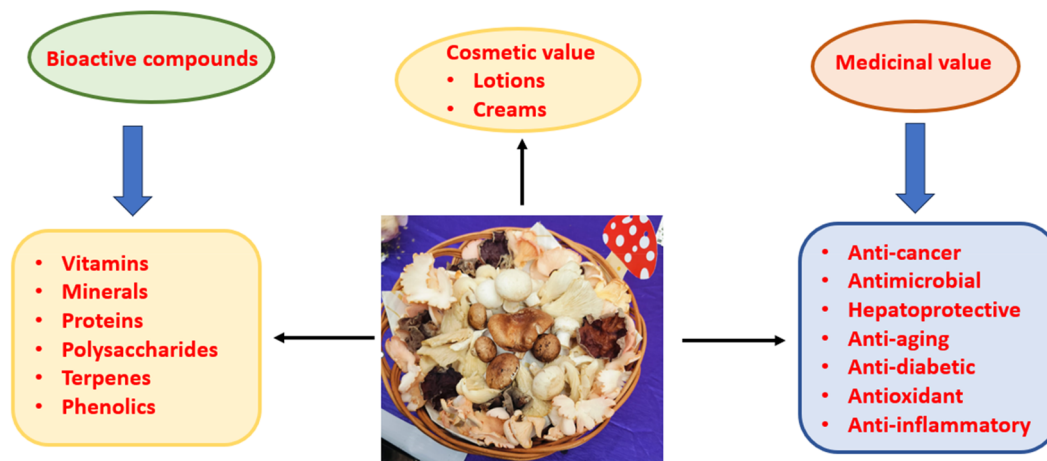 Bioactive compounds
Cosmetic value
• Lotions
• Creams
Medicinal value
• Vitamins
• Minerals
• Proteins
• Polysaccharides
• Terpenes
• Phenolics
• Anti-cancer
• Antimicrobial
• Hepatoprotective
• Anti-aging
• Anti-diabetic
• Antioxidant
• Anti-inflammatory